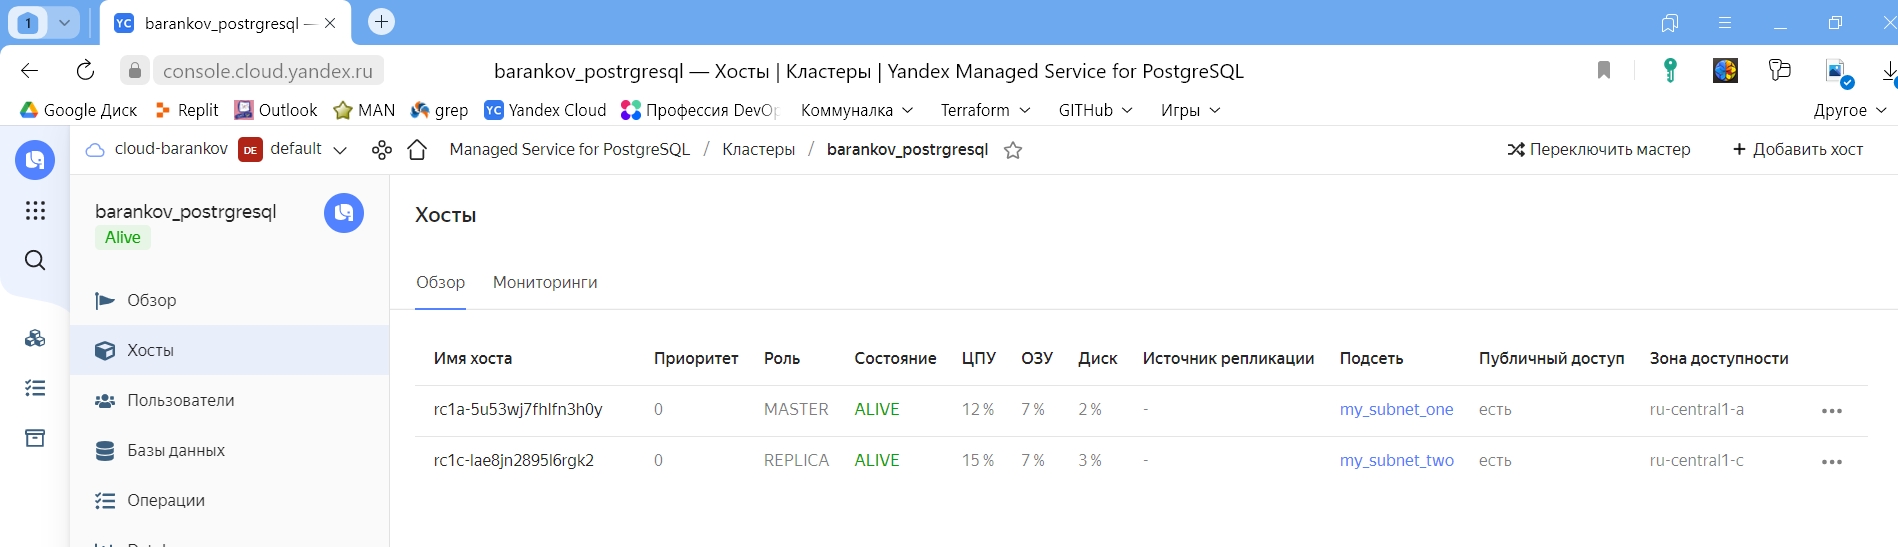 1
YC barankov_postrgresql —
console.cloud.yandex.ru barankov_postrgresql — Хосты | Кластеры | Yandex Managed Service for PostgreSQL
Google Диск Replit Outlook MAN grep YC Yandex Cloud Профессия DevOp Коммуналка Terraform GITHub Игры Другое
cloud-barankov DE default Managed Service for PostgreSQL / Кластеры / barankov_postrgresql Переключить мастер + Добавить хост
barankov_postrgresql
Alive
Обзор
Хосты
Пользователи
Базы данных
Операции
Хосты
Обзор Мониторинги
Имя хоста Приоритет Роль Состояние ЦПУ ОЗУ Диск Источник репликации Подсеть Публичный доступ Зона доступности
rc1a-5u53wj7fhlfn3h0y 0 MASTER ALIVE 12 % 7 % 2 % - my_subnet_one есть ru-central1-a
rc1c-lae8jn2895l6rgk2 0 REPLICA ALIVE 15 % 7 % 3 % - my_subnet_two есть ru-central1-c